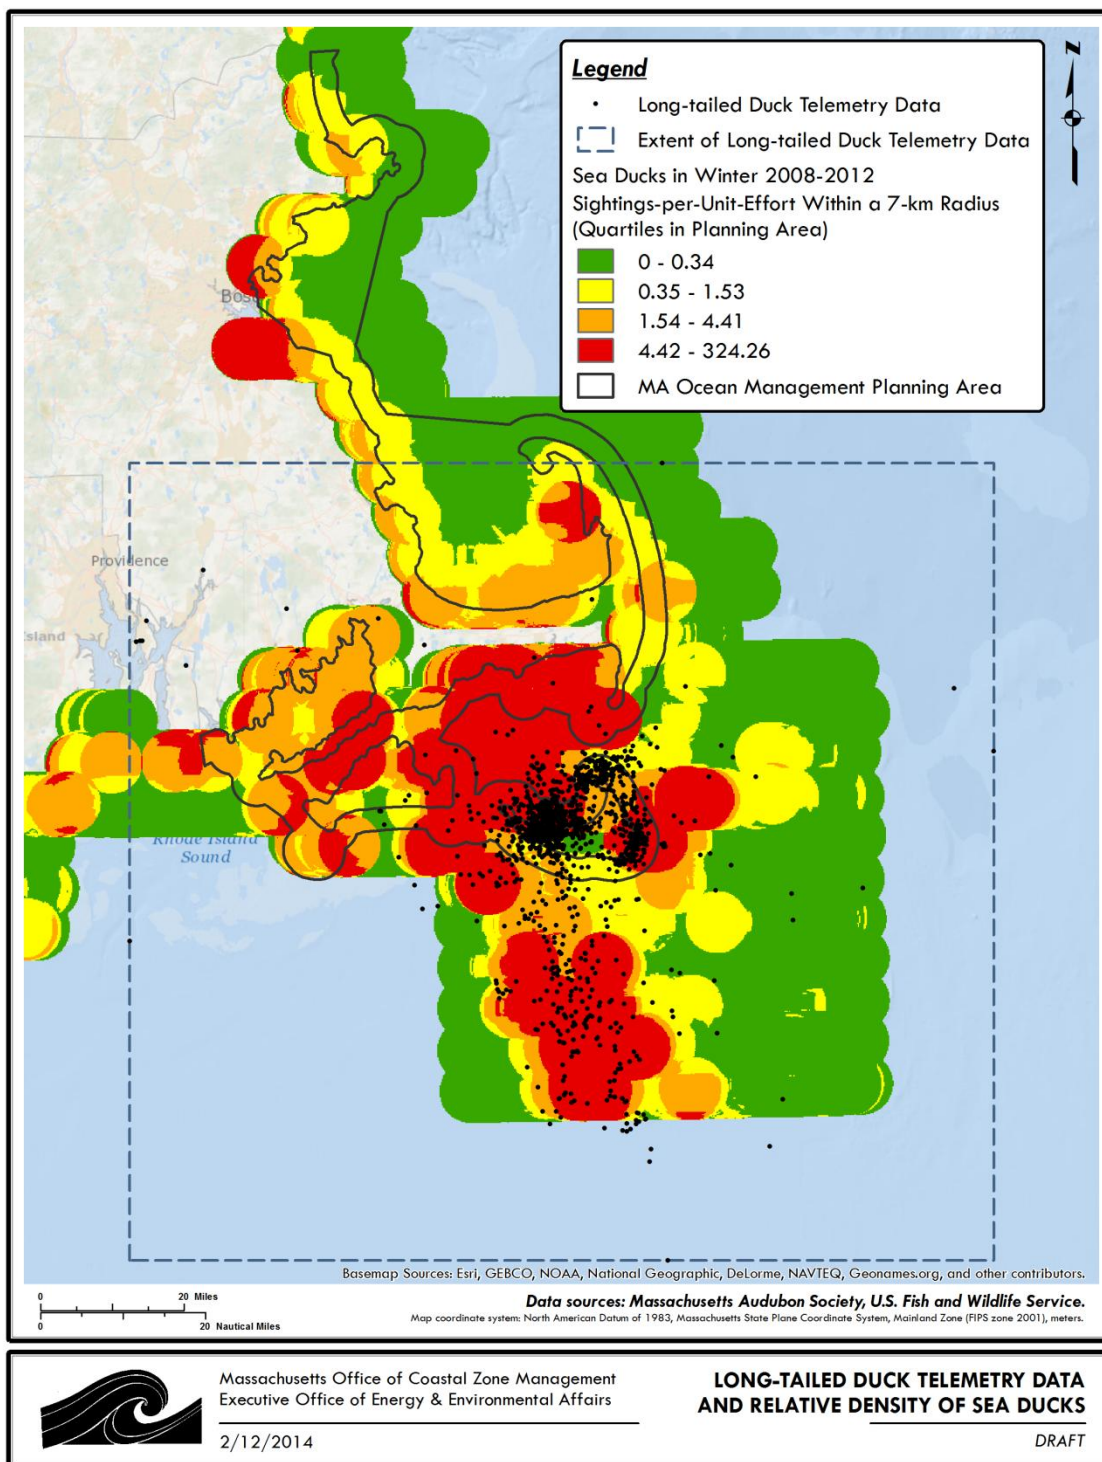 Legend
Long-tailed Duck Telemetry Data
Extent of Long-tailed Duck Telemetry Data
Sea Ducks in Winter 2008-2012
Sightings-per-Unit-Effort Within a 7-km Radius
(Quartiles in Planning Area)
0 - 0.34
0.35 - 1.53
1.54 - 4.41
4.42 - 324.26
MA Ocean Management Planning Area
N
Bos
Providence
Island
Rhode Island
Sound
Basemap Sources: Esri, GEBCO, NOAA, National Geographic, DeLorme, NAVTEQ, Geonames.org, and other contributors.
0 20 Miles
0 20 Nautical Miles
Data sources: Massachusetts Audubon Society, U.S. Fish and Wildlife Service.
Map coordinate system: North American Datum of 1983, Massachusetts State Plane Coordinate System, Mainland Zone (FIPS zone 2001), meters.
Massachusetts Office of Coastal Zone Management
Executive Office of Energy & Environmental Affairs
2/12/2014
LONG-TAILED DUCK TELEMETRY DATA
AND RELATIVE DENSITY OF SEA DUCKS
DRAFT